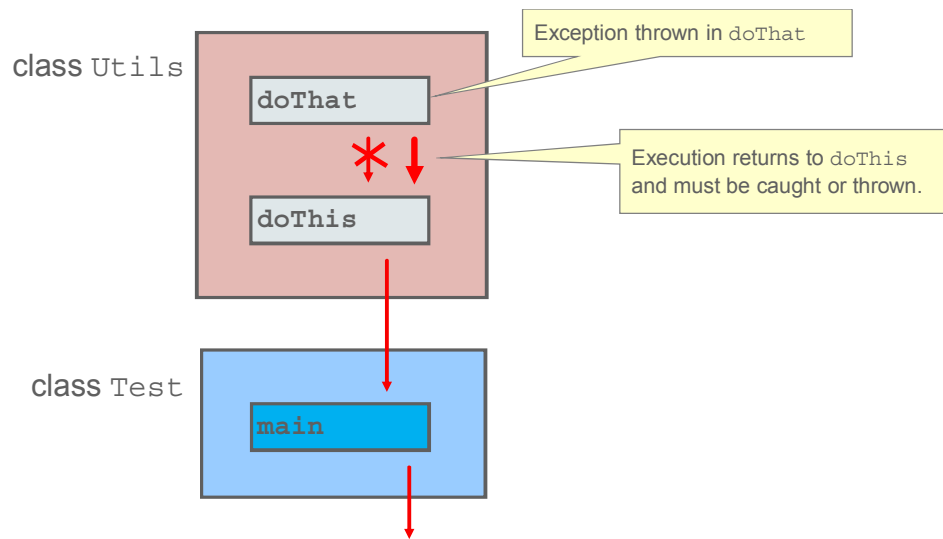 Exception thrown in doThat
class Utils
doThat
Execution returns to doThis
and must be caught or thrown.
doThis
class Test
main